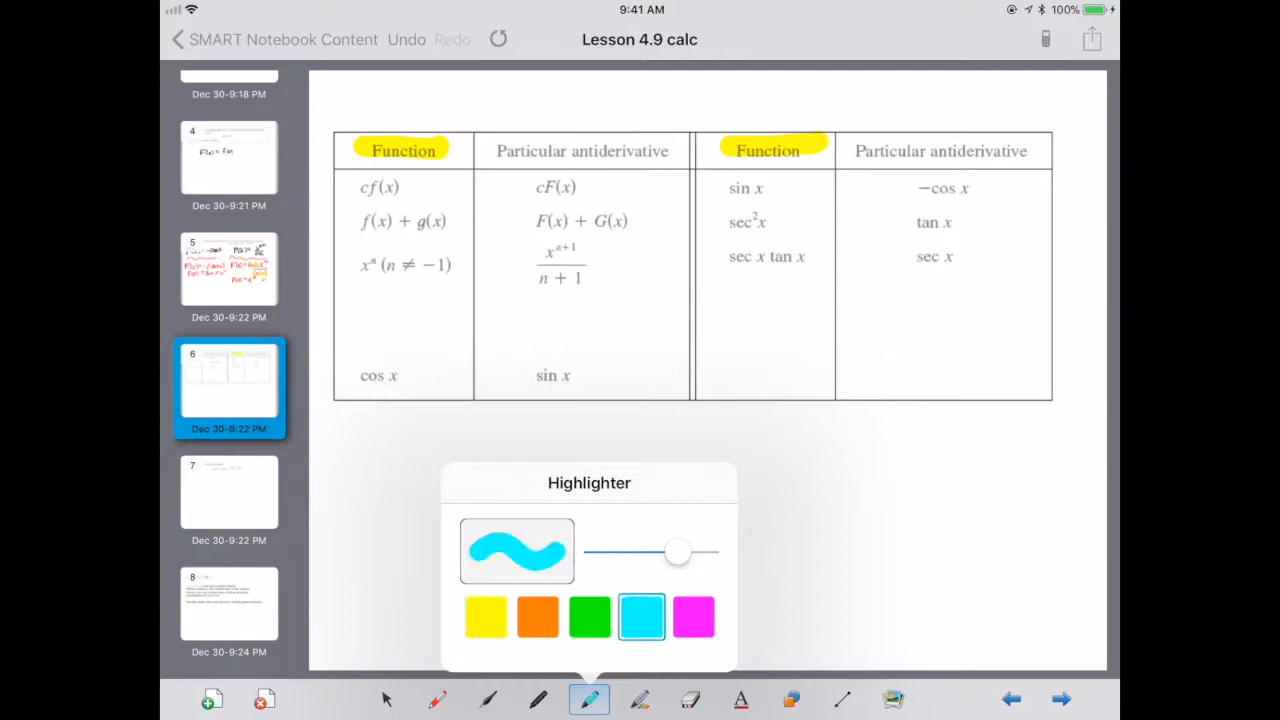 9:41 AM
100%
SMART Notebook Content Undo Redo
Lesson 4.9 calc
Dec 30-9:18 PM
4
F'(x) =
Dec 30-9:21 PM
5
Dec 30-9:22 PM
6
Dec 30-9:22 PM
7
Dec 30-9:22 PM
8
Dec 30-9:24 PM
Function Particular antiderivative Function Particular antiderivative
cf(x) cF(x) sin x −cos x
f(x) + g(x) F(x) + G(x) sec²x tan x
xⁿ (n ≠ −1) xⁿ⁺¹ / n + 1 sec x tan x sec x
cos x sin x
Highlighter
A